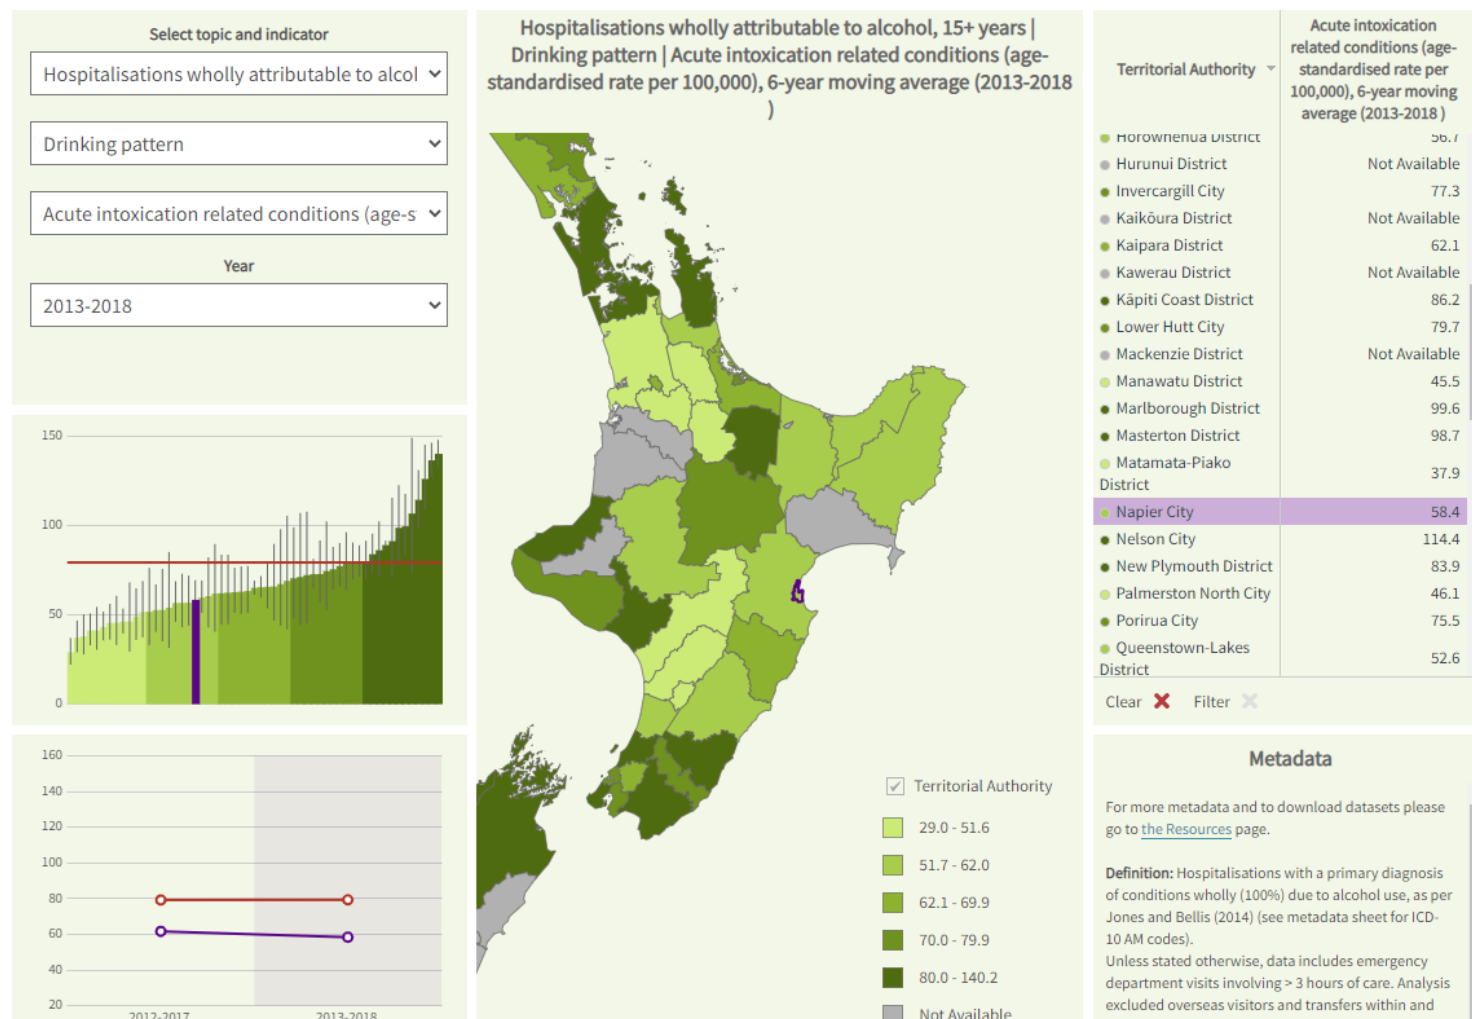 Select topic and indicator
Hospitalisations wholly attributable to alcol
Drinking pattern
Acute intoxication related conditions (age-s
Year
2013-2018
150
100
50
0
160
140
120
100
80
60
40
20
2012-2017
2013-2018
Hospitalisations wholly attributable to alcohol, 15+ years |
Drinking pattern | Acute intoxication related conditions (age-
standardised rate per 100,000), 6-year moving average (2013-2018
)
Territorial Authority
29.0 - 51.6
51.7 - 62.0
62.1 - 69.9
70.0 - 79.9
80.0 - 140.2
Not Available
Territorial Authority
Acute intoxication
related conditions (age-
standardised rate per
100,000), 6-year moving
average (2013-2018 )
Horowhenua District 56.7
Hurunui District Not Available
Invercargill City 77.3
Kaikōura District Not Available
Kaipara District 62.1
Kawerau District Not Available
Kāpiti Coast District 86.2
Lower Hutt City 79.7
Mackenzie District Not Available
Manawatu District 45.5
Marlborough District 99.6
Masterton District 98.7
Matamata-Piako
District 37.9
Napier City 58.4
Nelson City 114.4
New Plymouth District 83.9
Palmerston North City 46.1
Porirua City 75.5
Queenstown-Lakes
District 52.6
Clear Filter
Metadata
For more metadata and to download datasets please
go to the Resources page.
Definition: Hospitalisations with a primary diagnosis
of conditions wholly (100%) due to alcohol use, as per
Jones and Bellis (2014) (see metadata sheet for ICD-
10 AM codes).
Unless stated otherwise, data includes emergency
department visits involving > 3 hours of care. Analysis
excluded overseas visitors and transfers within and